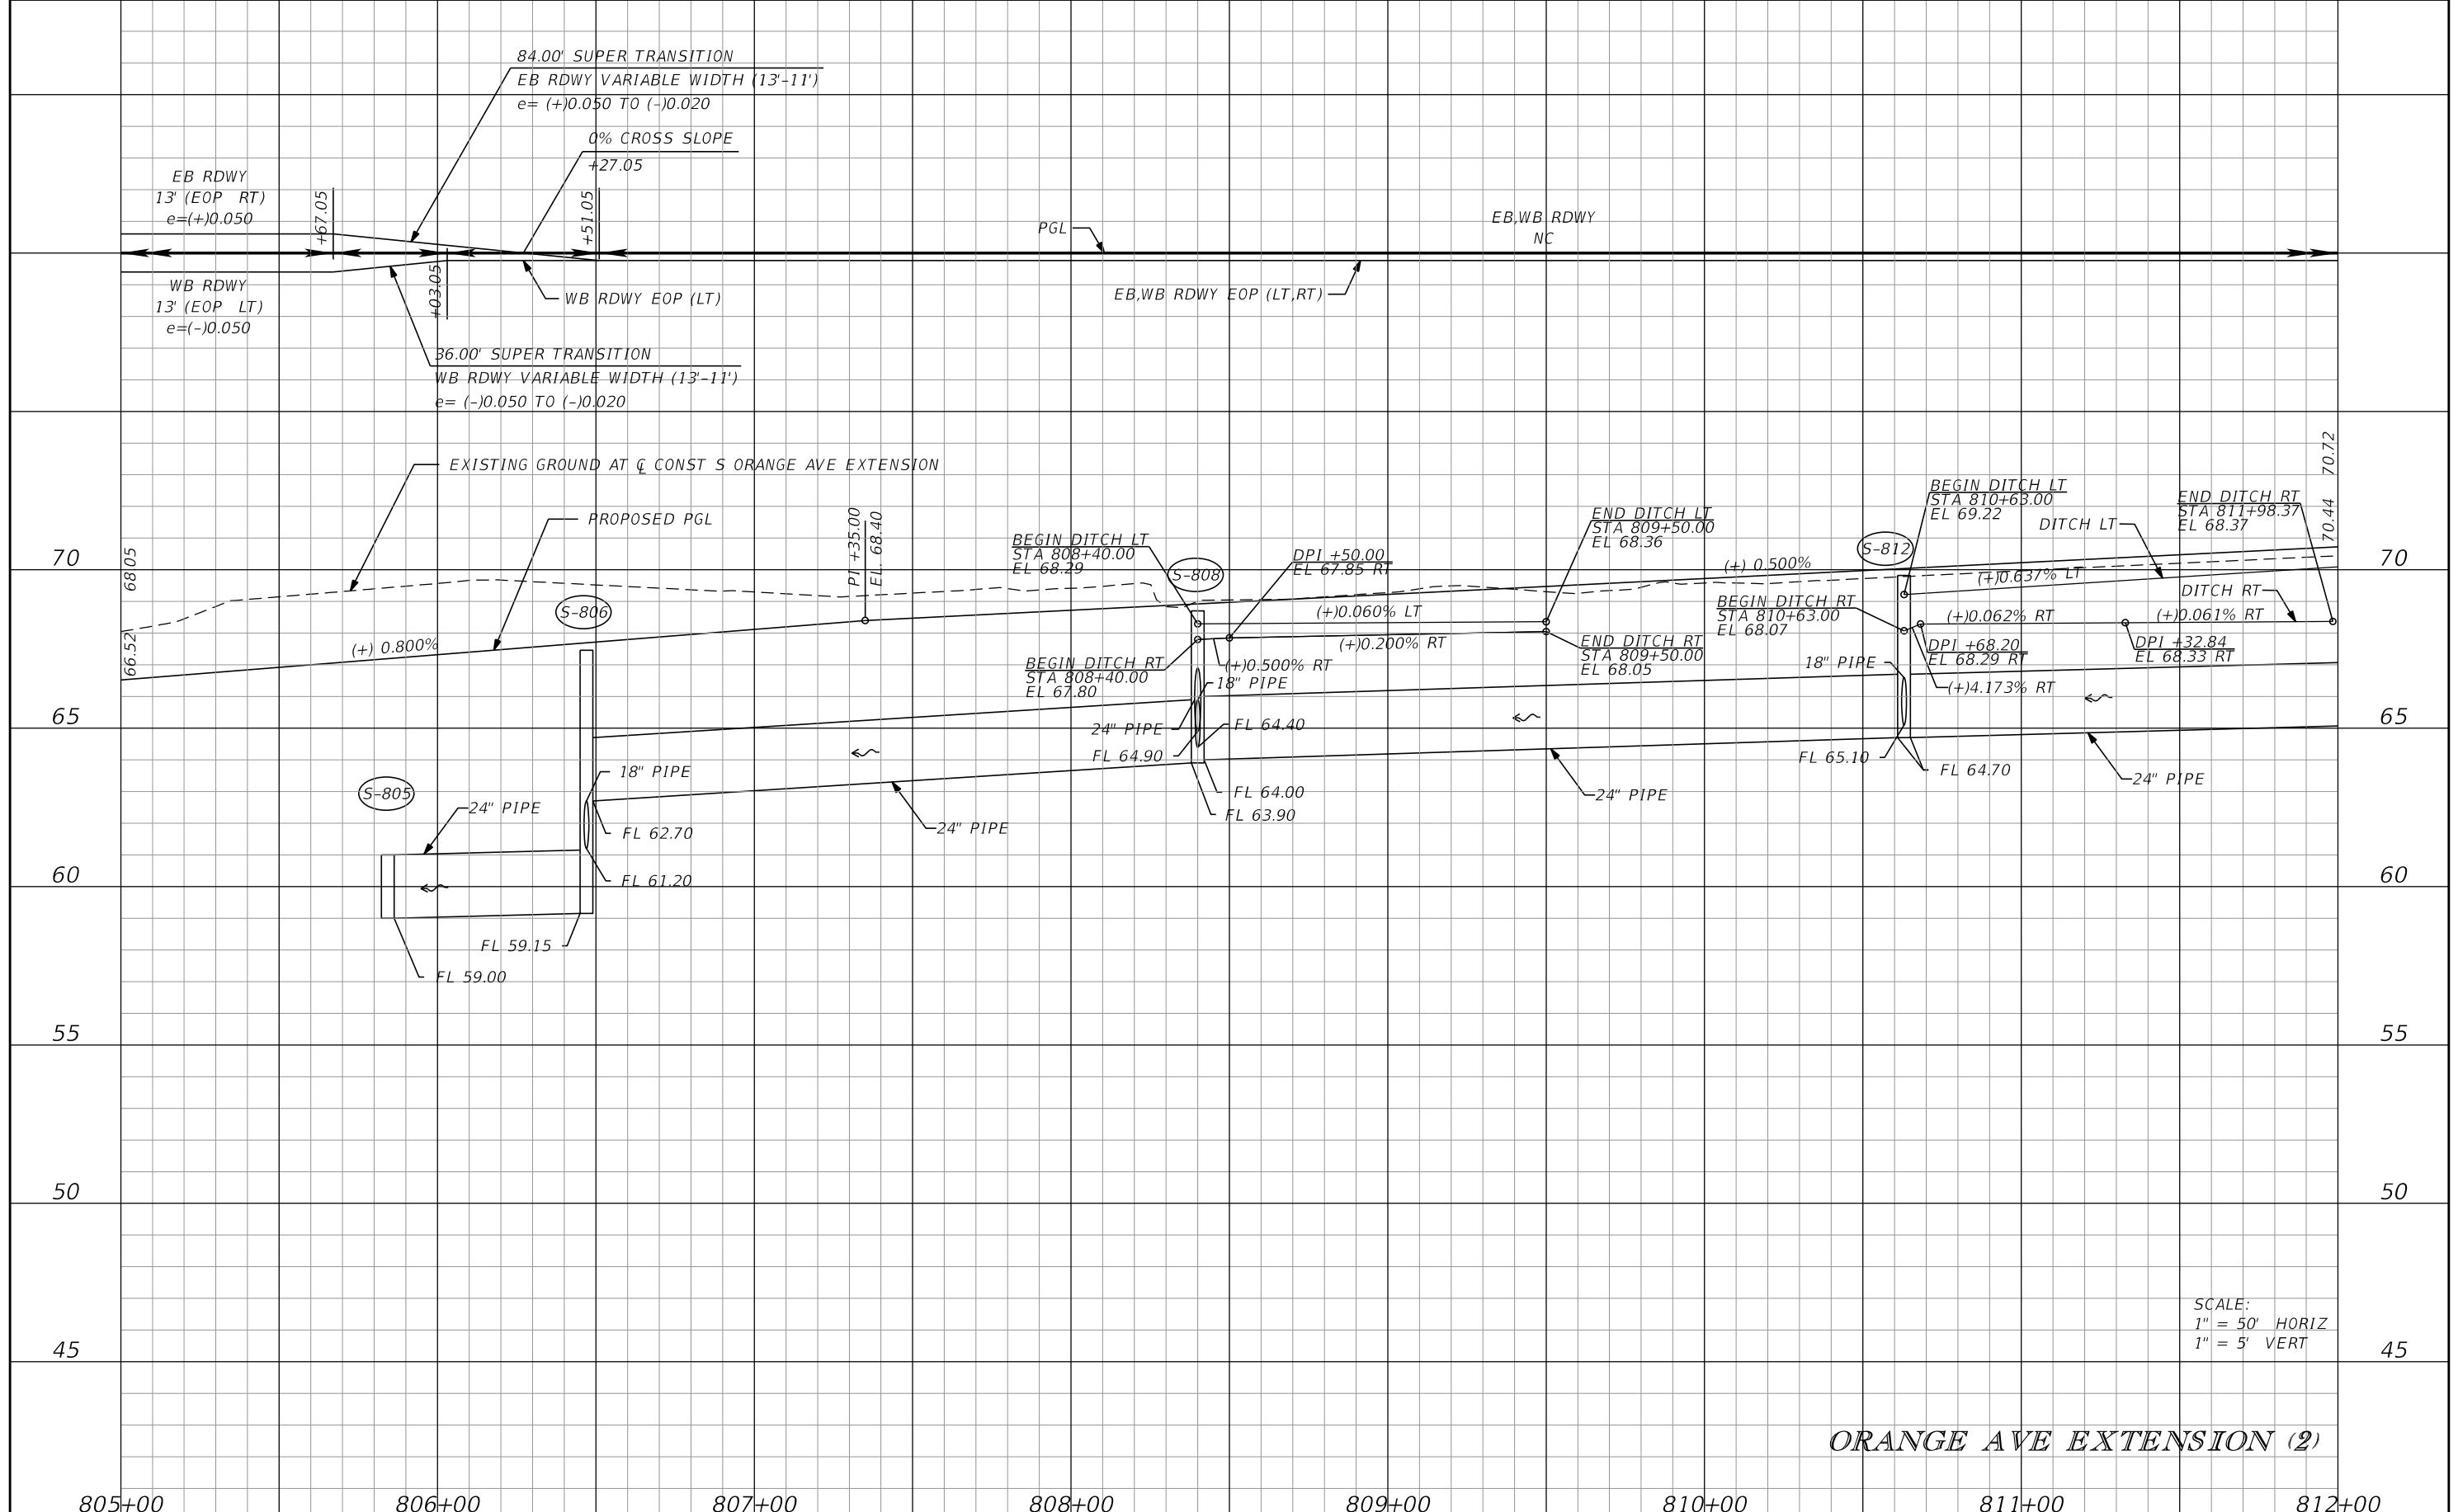 84.00' SUPER TRANSITION
EB RDWY VARIABLE WIDTH (13'-11')
e= (+)0.050 TO (-)0.020
0% CROSS SLOPE
+27.05
EB RDWY
13' (EOP RT)
e=(+)0.050
+67.05
+51.05
PGL
EB,WB RDWY
NC
WB RDWY
13' (EOP LT)
e=(-)0.050
+03.05
WB RDWY EOP (LT)
EB,WB RDWY EOP (LT,RT)
36.00' SUPER TRANSITION
WB RDWY VARIABLE WIDTH (13'-11')
e= (-)0.050 TO (-)0.020
EXISTING GROUND AT ℄ CONST S ORANGE AVE EXTENSION
PROPOSED PGL
PI +35.00
EL. 68.40
BEGIN DITCH LT
STA 808+40.00
EL 68.29
S-808
DPI +50.00
EL 67.85 RT
END DITCH LT
STA 809+50.00
EL 68.36
(+) 0.500%
S-812
BEGIN DITCH LT
STA 810+63.00
EL 69.22
DITCH LT
END DITCH RT
STA 811+98.37
EL 68.37
70.72
70.44
70
68.05
66.52
70
S-806
(+) 0.800%
(+)0.060% LT
(+)0.637% LT
DITCH RT
BEGIN DITCH RT
STA 810+63.00
EL 68.07
(+)0.062% RT
(+)0.061% RT
(+)0.200% RT
END DITCH RT
STA 809+50.00
EL 68.05
DPI +68.20
EL 68.29 RT
DPI +32.84
EL 68.33 RT
BEGIN DITCH RT
STA 808+40.00
EL 67.80
(+)0.500% RT
18" PIPE
18" PIPE
(+)4.173% RT
65
24" PIPE
FL 64.40
65
FL 64.90
FL 65.10
FL 64.70
24" PIPE
18" PIPE
S-805
24" PIPE
FL 62.70
24" PIPE
FL 64.00
FL 63.90
24" PIPE
60
FL 61.20
60
FL 59.15
FL 59.00
55
55
50
50
SCALE:
1" = 50' HORIZ
1" = 5' VERT
45
45
ORANGE AVE EXTENSION (2)
805+00
806+00
807+00
808+00
809+00
810+00
811+00
812+00